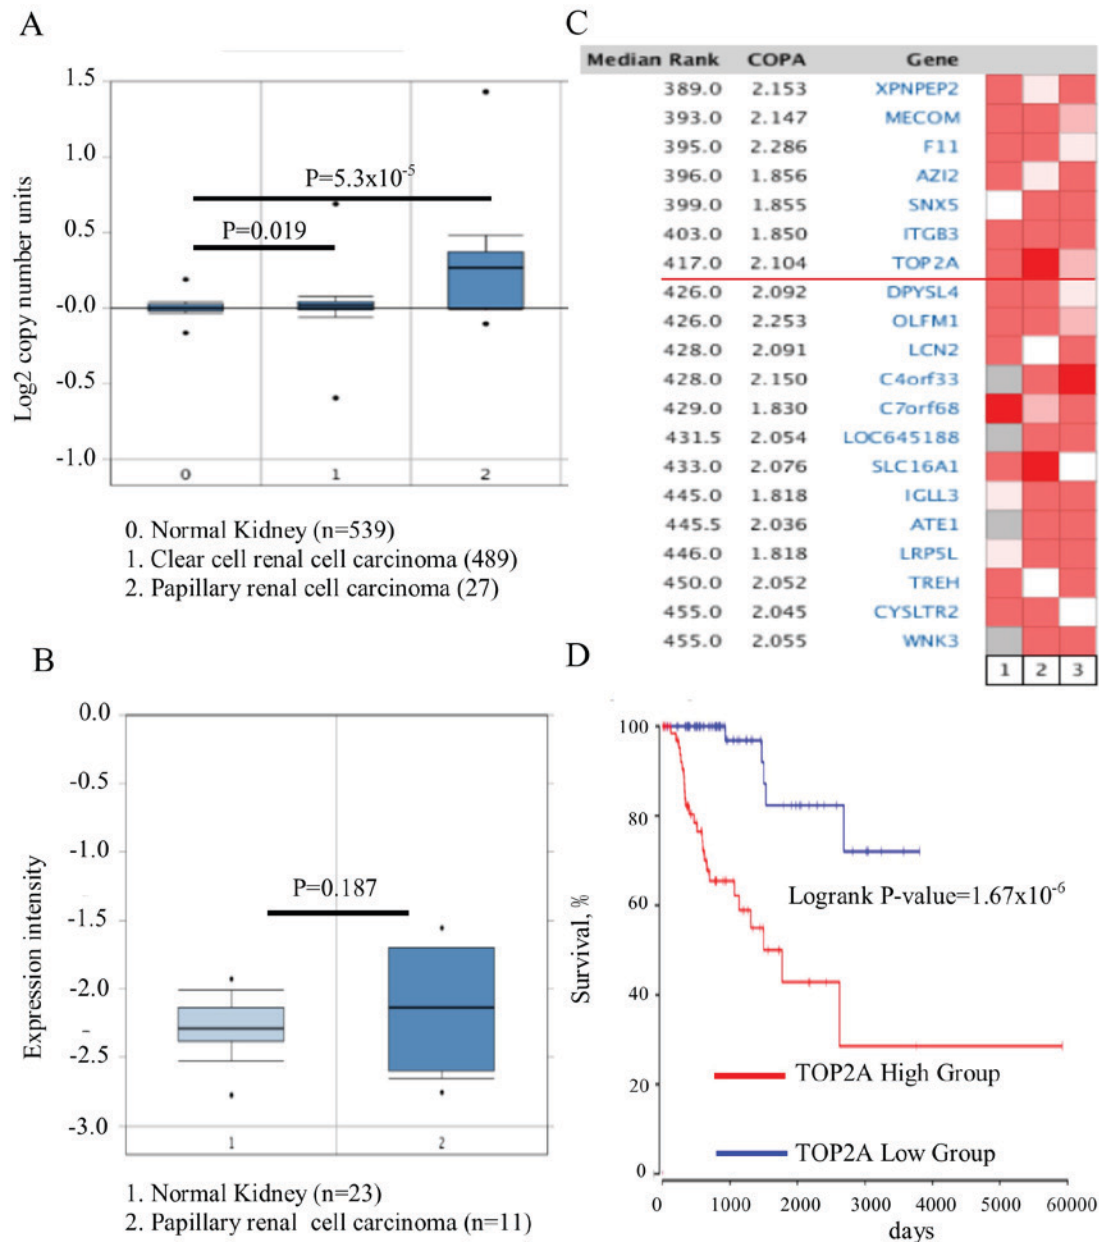 A
1.5
1.0
0.5
-0.0
-0.5
-1.0
Log2 copy number units
P=5.3x10-5
P=0.019
0 1 2
0. Normal Kidney (n=539)
1. Clear cell renal cell carcinoma (489)
2. Papillary renal cell carcinoma (27)
B
0.0
-0.5
-1.0
-1.5
-2.0
-2.5
-3.0
Expression intensity
P=0.187
1 2
1. Normal Kidney (n=23)
2. Papillary renal cell carcinoma (n=11)
C
Median Rank COPA Gene
389.0 2.153 XPNPEP2
393.0 2.147 MECOM
395.0 2.286 F11
396.0 1.856 AZI2
399.0 1.855 SNX5
403.0 1.850 ITGB3
417.0 2.104 TOP2A
426.0 2.092 DPYSL4
426.0 2.253 OLFM1
428.0 2.091 LCN2
428.0 2.150 C4orf33
429.0 1.830 C7orf68
431.5 2.054 LOC645188
433.0 2.076 SLC16A1
445.0 1.818 IGLL3
445.5 2.036 ATE1
446.0 1.818 LRP5L
450.0 2.052 TREH
455.0 2.045 CYSLTR2
455.0 2.055 WNK3
1 2 3
D
100
80
60
40
20
0
Survival, %
Logrank P-value=1.67x10-6
TOP2A High Group
TOP2A Low Group
0 1000 2000 3000 4000 5000 60000
days